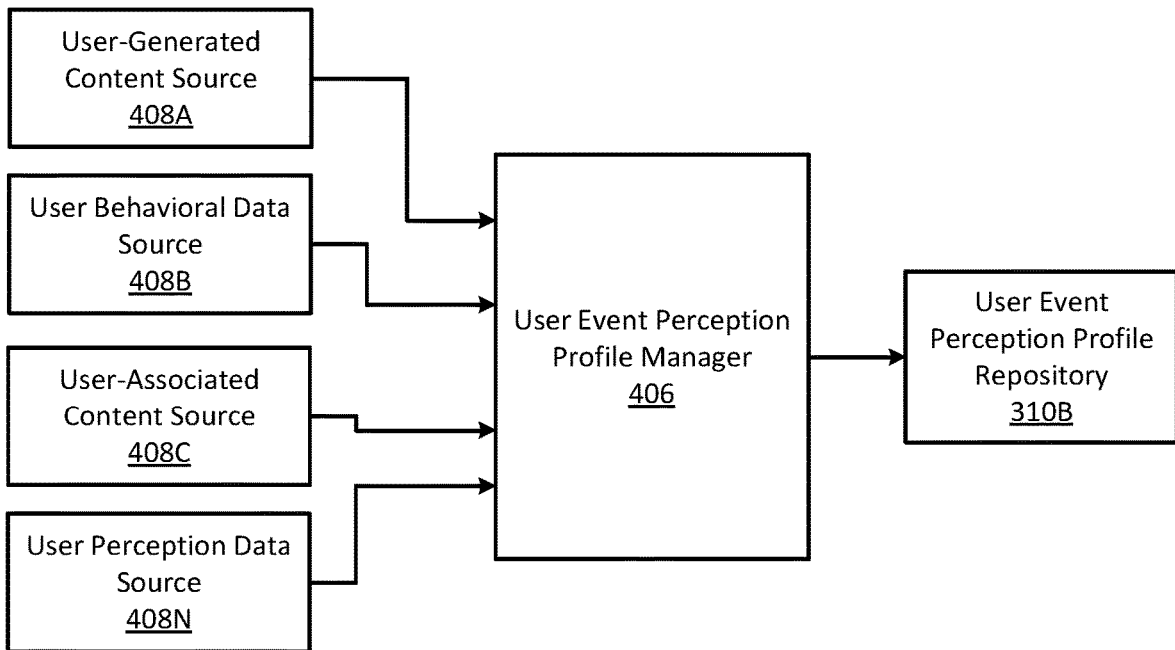 User-Generated
Content Source
408A
User Behavioral Data
Source
408B
User-Associated
Content Source
408C
User Perception Data
Source
408N
User Event Perception
Profile Manager
406
User Event
Perception Profile
Repository
310B